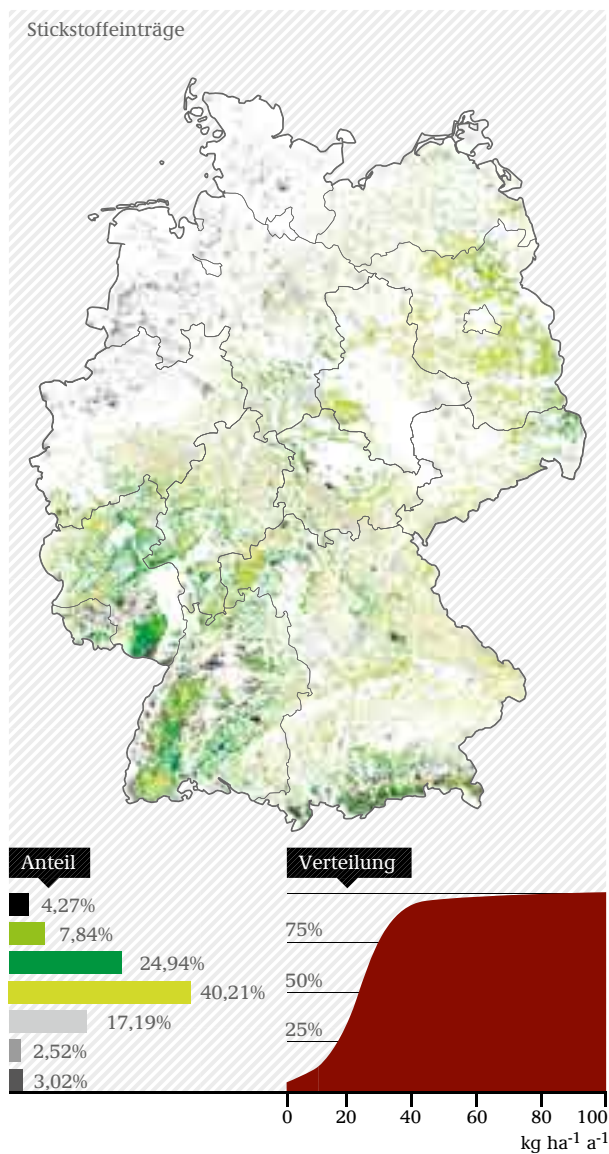 Stickstoffeinträge
Anteil
4,27%
7,84%
24,94%
40,21%
17,19%
2,52%
3,02%
Verteilung
75%
50%
25%
0 20 40 60 80 100
kg ha⁻¹ a⁻¹